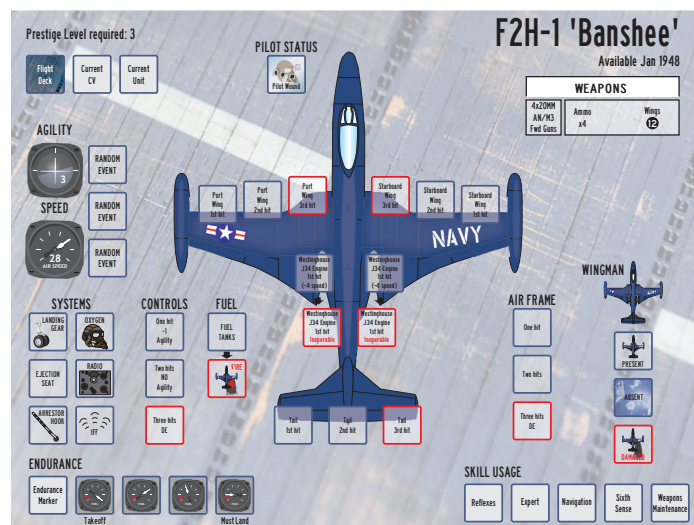 Prestige Level required: 3
F2H-1 'Banshee'
Available Jan 1948
PILOT STATUS
Pilot Wound
Flight
Deck
Current
CV
Current
Unit
WEAPONS
4x20MM
AN/M3
Fwd Guns
Ammo
x4
Wings
12
AGILITY
3
RANDOM
EVENT
SPEED
RANDOM
EVENT
28
AIR SPEED
RANDOM
EVENT
Port
Wing
1st hit
Port
Wing
2nd hit
Port
Wing
3rd hit
Starboard
Wing
3rd hit
Starboard
Wing
2nd hit
Starboard
Wing
1st hit
NAVY
Westinghouse
J34 Engine
1st hit
(-4 speed)
Westinghouse
J34 Engine
1st hit
(-4 speed)
Westinghouse
J34 Engine
1st hit
Inoperable
Westinghouse
J34 Engine
1st hit
Inoperable
SYSTEMS
LANDING
GEAR
OXYGEN
EJECTION
SEAT
RADIO
ARRESTOR
HOOK
IFF
CONTROLS
One hit
-1
Agility
Two hits
NO
Agility
Three hits
DE
FUEL
FUEL
TANKS
FIRE
Tail
1st hit
Tail
2nd hit
Tail
3rd hit
AIR FRAME
One hit
Two hits
Three hits
DE
WINGMAN
PRESENT
ABSENT
DAMAGED
ENDURANCE
Endurance
Marker
Takeoff
Must Land
SKILL USAGE
Reflexes
Expert
Navigation
Sixth
Sense
Weapons
Maintenance